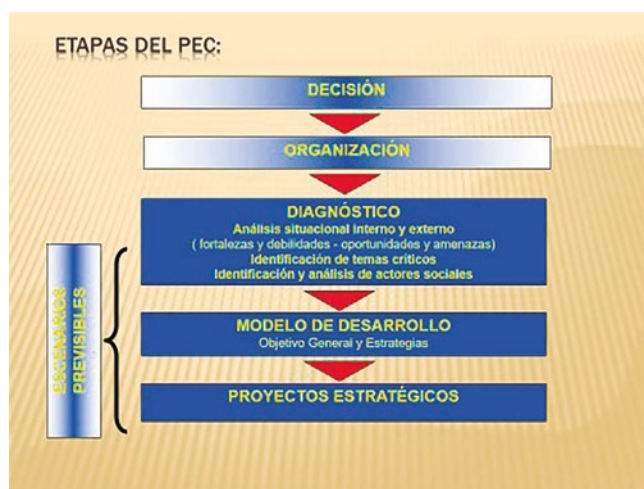 ETAPAS DEL PEC:
DECISIÓN
ORGANIZACIÓN
DIAGNÓSTICO
Análisis situacional interno y externo
( fortalezas y debilidades - oportunidades y amenazas)
Identificación de temas críticos
Identificación y análisis de actores sociales
ESCENARIOS
PREVISIBLES
MODELO DE DESARROLLO
Objetivo General y Estrategias
PROYECTOS ESTRATÉGICOS